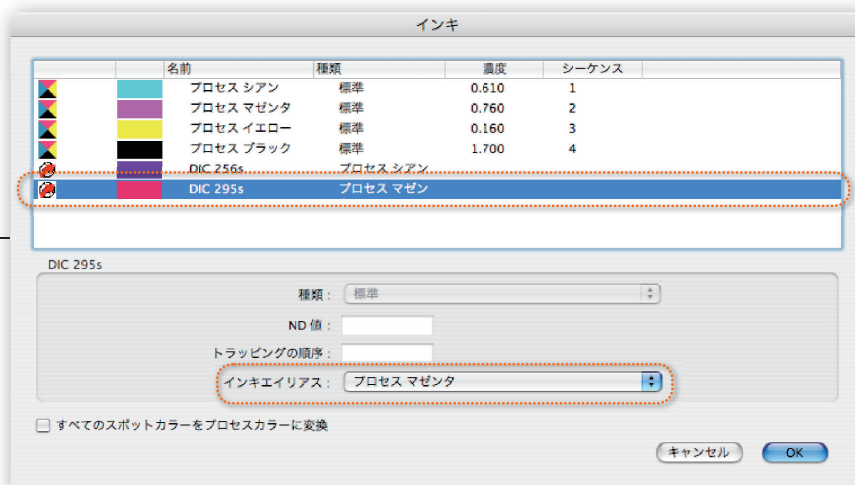 インキ
名前 種類 濃度 シーケンス
プロセス シアン 標準 0.610 1
プロセス マゼンタ 標準 0.760 2
プロセス イエロー 標準 0.160 3
プロセス ブラック 標準 1.700 4
DIC 256s プロセス シアン
DIC 295s プロセス マゼン
DIC 295s
種類： 標準
ND 値：
トラッピングの順序：
インキエイリアス： プロセス マゼンタ
すべてのスポットカラーをプロセスカラーに変換
キャンセル OK